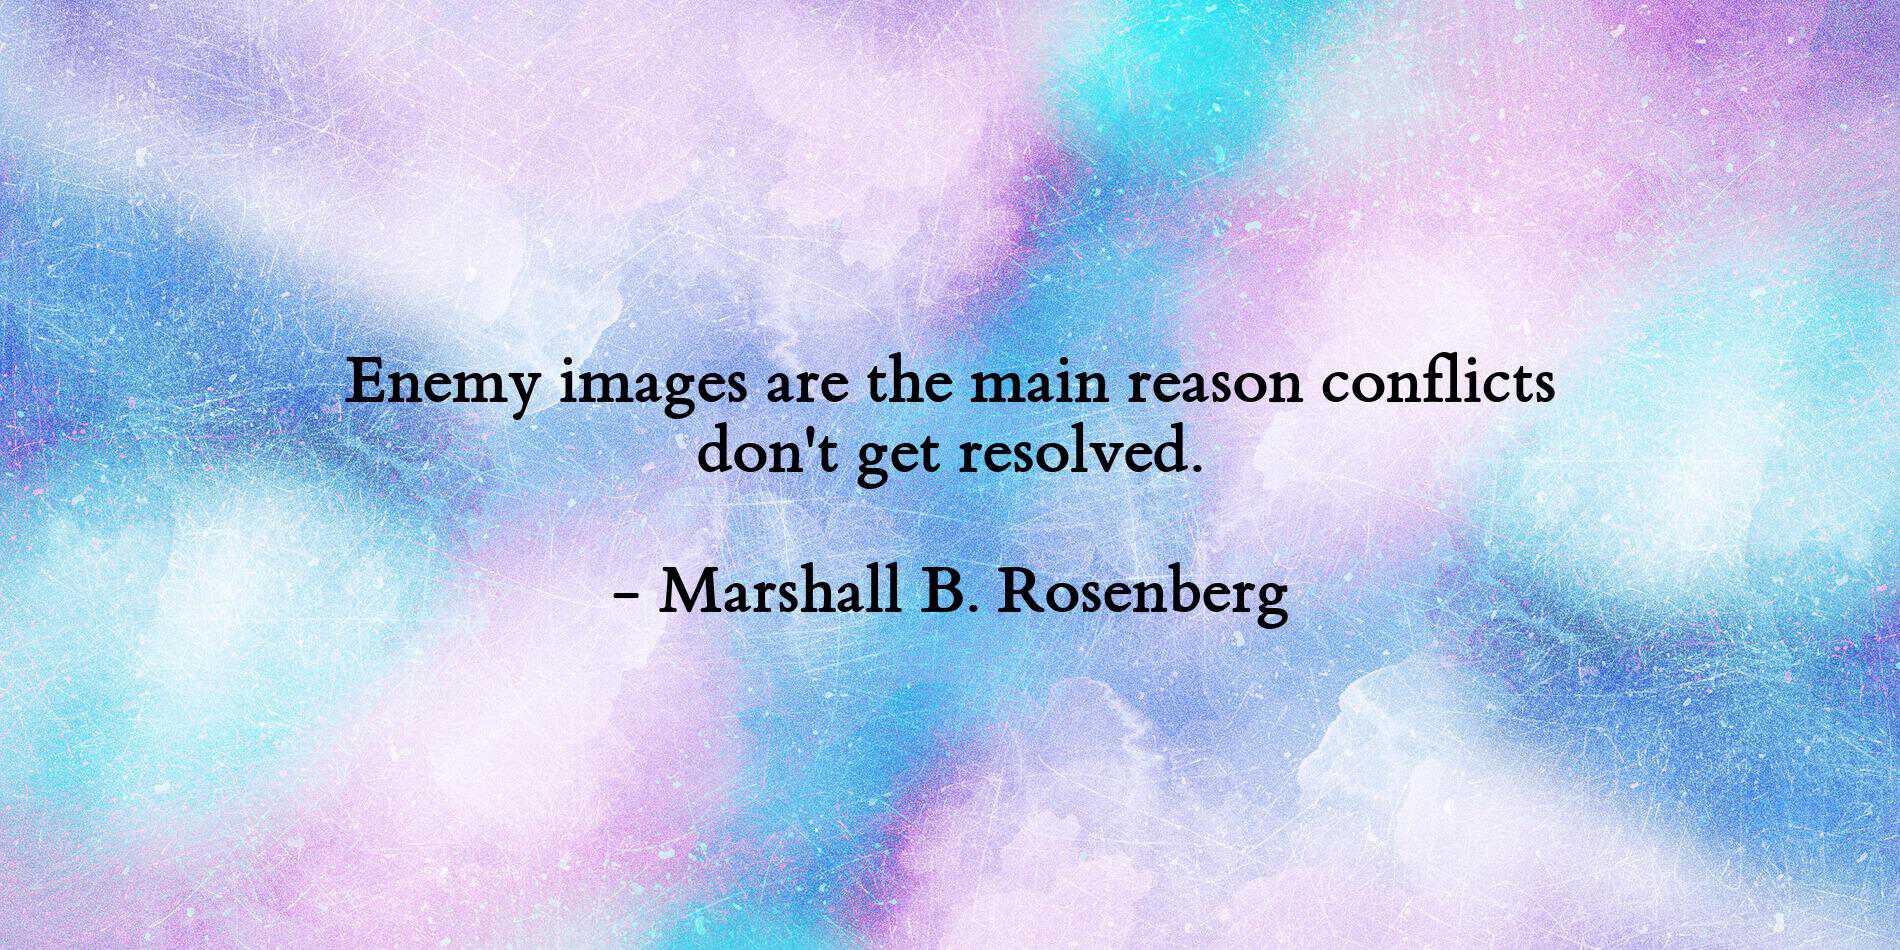 Enemy images are the main reason conflicts
don't get resolved.
- Marshall B. Rosenberg